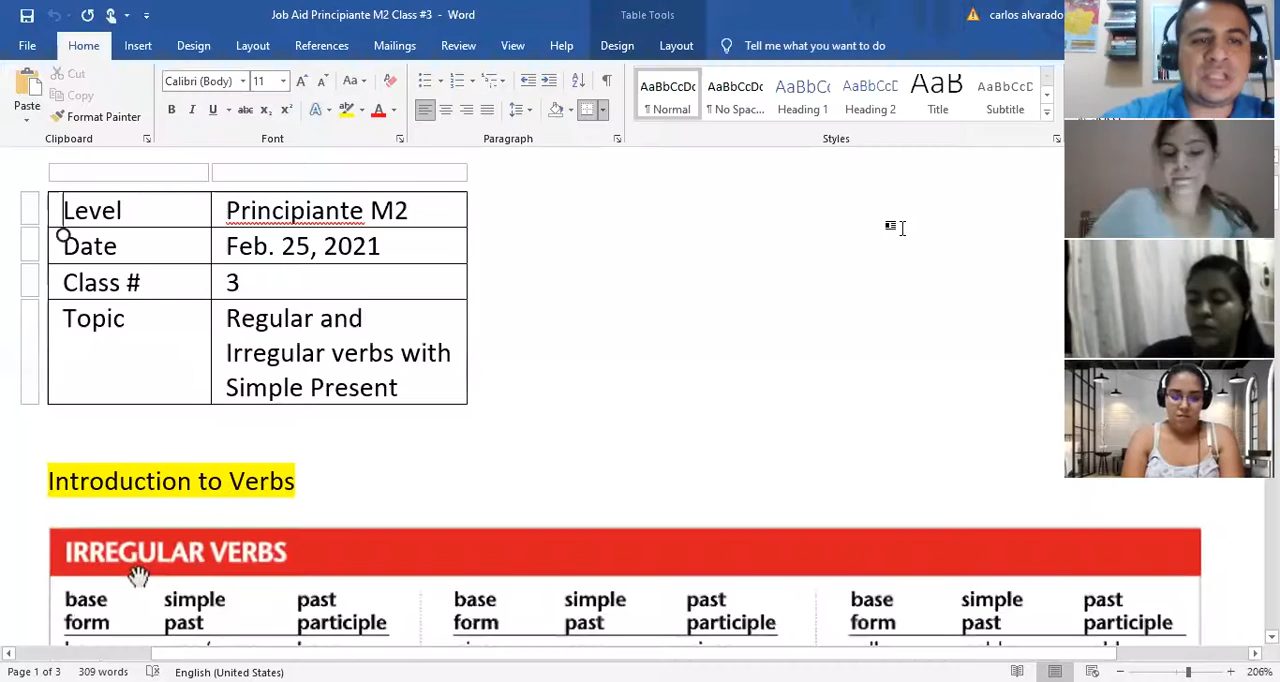 Job Aid Principiante M2 Class #3 - Word
Table Tools
carlos alvarado
File Home Insert Design Layout References Mailings Review View Help Design Layout Tell me what you want to do
Paste
Cut
Copy
Format Painter
Calibri (Body) 11
AaBbCcDc AaBbCcDc AaBbCc AaBbCcD AaB AaBbCcD
¶ Normal ¶ No Spac... Heading 1 Heading 2 Title Subtitle
Clipboard Font Paragraph Styles
Level Principiante M2
Date Feb. 25, 2021
Class # 3
Topic Regular and
Irregular verbs with
Simple Present
Introduction to Verbs
IRREGULAR VERBS
base simple past base simple past base simple past
form past participle form past participle form past participle
Page 1 of 3 309 words English (United States) 206%